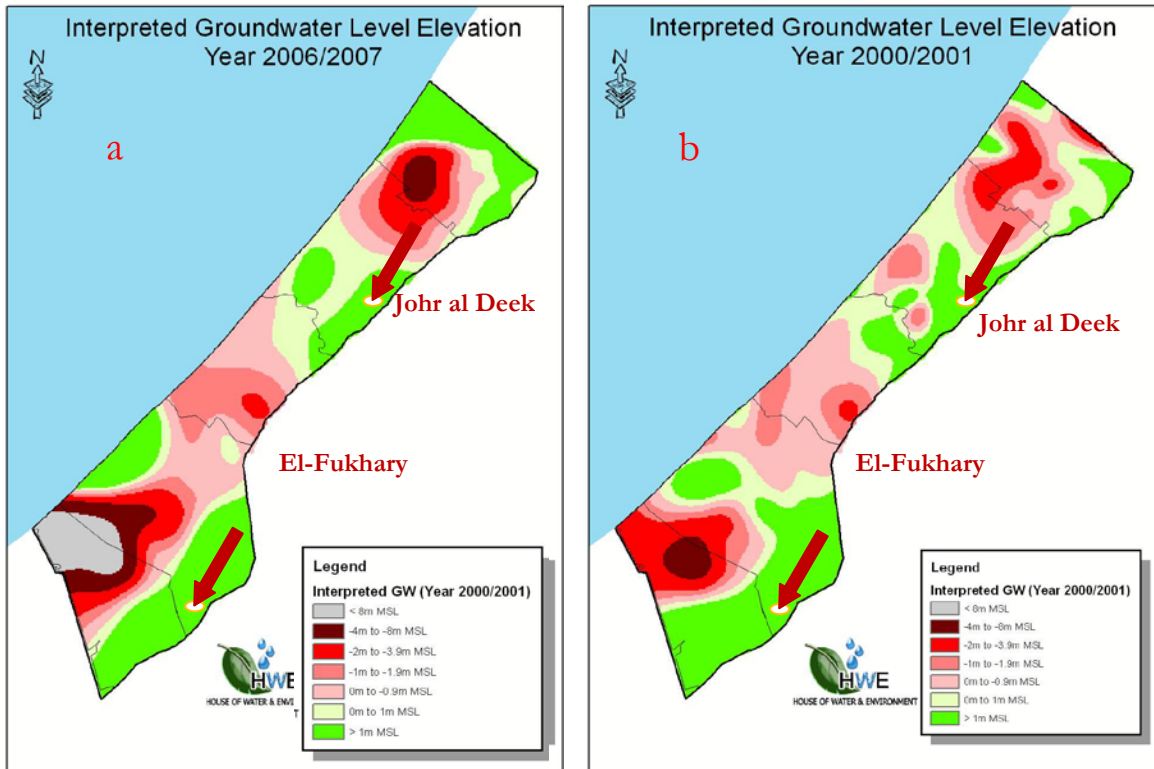 Interpreted Groundwater Level Elevation
Year 2006/2007
N
a
Johr al Deek
El-Fukhary
Legend
Interpreted GW (Year 2000/2001)
< 8m MSL
-4m to -8m MSL
-2m to -3.9m MSL
-1m to -1.9m MSL
0m to -0.9m MSL
0m to 1m MSL
> 1m MSL
HWE
HOUSE OF WATER & ENVIRONMENT
Interpreted Groundwater Level Elevation
Year 2000/2001
N
b
Johr al Deek
El-Fukhary
Legend
Interpreted GW (Year 2000/2001)
< 8m MSL
-4m to -8m MSL
-2m to -3.9m MSL
-1m to -1.9m MSL
0m to -0.9m MSL
0m to 1m MSL
> 1m MSL
HWE
HOUSE OF WATER & ENVIRONMENT